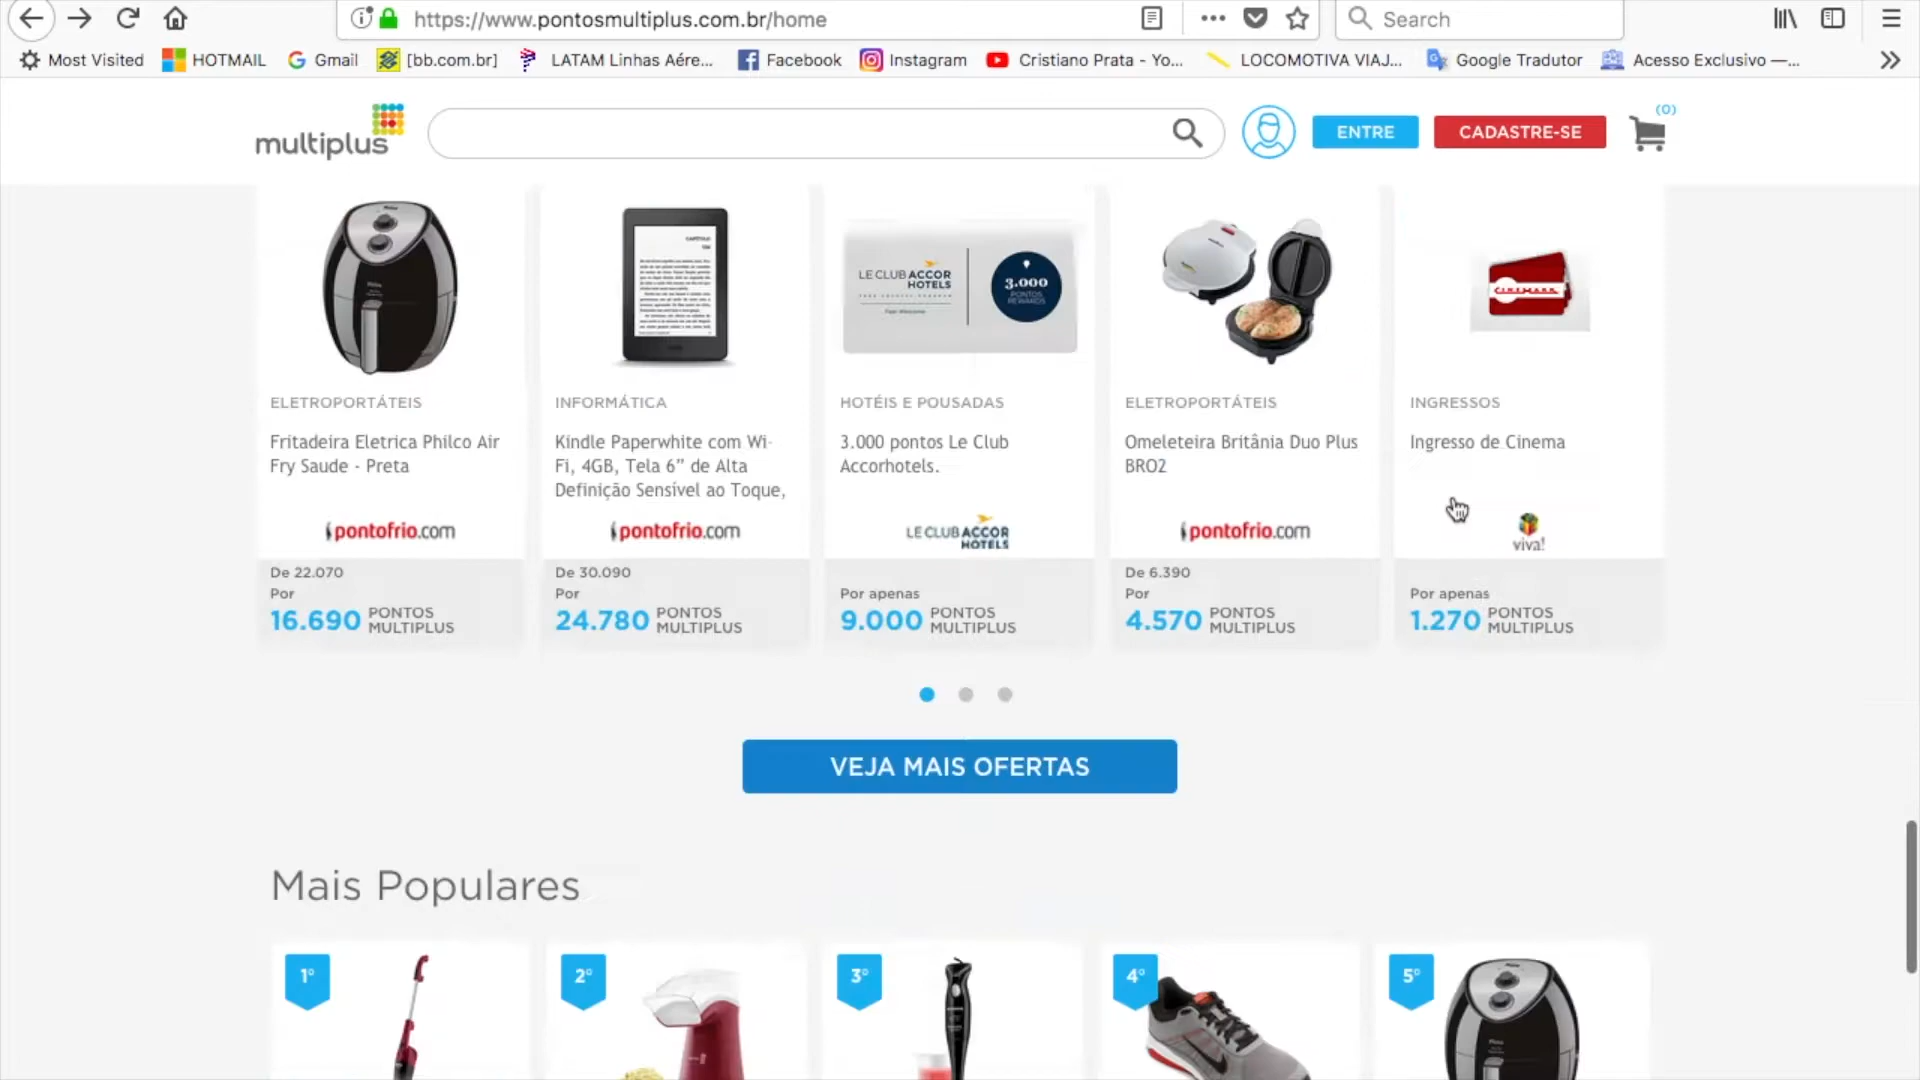 https://www.pontosmultiplus.com.br/home
Search
Most Visited
HOTMAIL
Gmail
[bb.com.br]
LATAM Linhas Aére...
Facebook
Instagram
Cristiano Prata - Yo...
LOCOMOTIVA VIAJ...
Google Tradutor
Acesso Exclusivo —...
multiplus
ENTRE
CADASTRE-SE
(0)
LE CLUB ACCOR
HOTELS
3.000
PONTOS
REWARDS
CINEMARK
ELETROPORTÁTEIS
Fritadeira Eletrica Philco Air
Fry Saude - Preta
pontofrio.com
De 22.070
Por
16.690 PONTOS
MULTIPLUS
INFORMÁTICA
Kindle Paperwhite com Wi-
Fi, 4GB, Tela 6” de Alta
Definição Sensível ao Toque,
pontofrio.com
De 30.090
Por
24.780 PONTOS
MULTIPLUS
HOTÉIS E POUSADAS
3.000 pontos Le Club
Accorhotels.
LE CLUB ACCOR
HOTELS
Por apenas
9.000 PONTOS
MULTIPLUS
ELETROPORTÁTEIS
Omeleteira Britânia Duo Plus
BRO2
pontofrio.com
De 6.390
Por
4.570 PONTOS
MULTIPLUS
INGRESSOS
Ingresso de Cinema
viva!
Por apenas
1.270 PONTOS
MULTIPLUS
VEJA MAIS OFERTAS
Mais Populares
1º
2º
3º
4º
5º